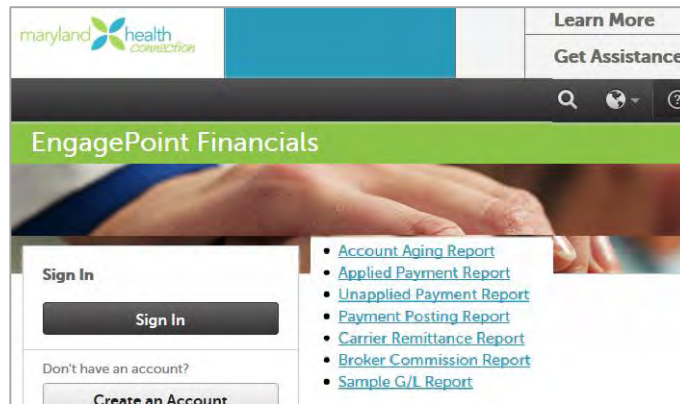 maryland health
connection
Learn More
Get Assistance
EngagePoint Financials
Sign In
Sign In
Don't have an account?
Create an Account
Account Aging Report
Applied Payment Report
Unapplied Payment Report
Payment Posting Report
Carrier Remittance Report
Broker Commission Report
Sample G/L Report